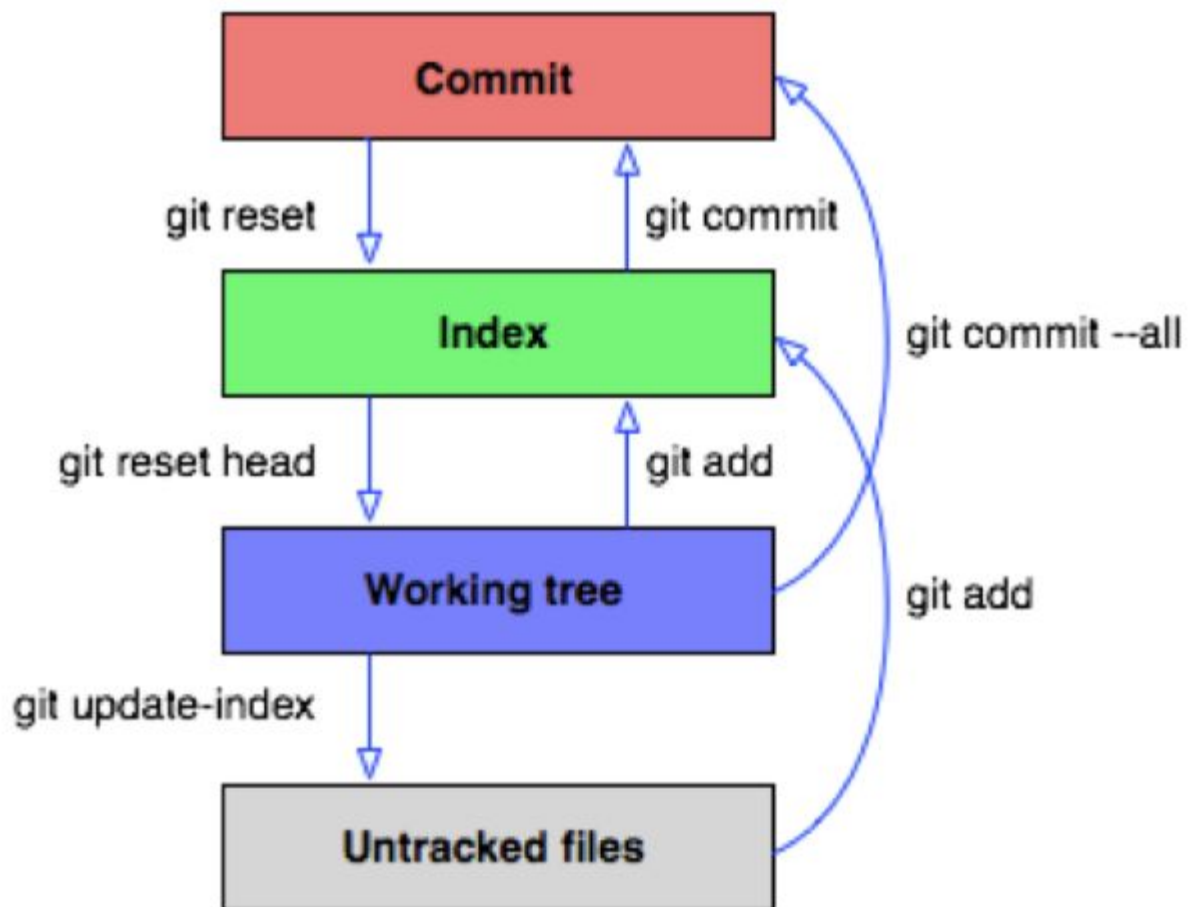 Commit
git reset
git commit
Index
git commit --all
git reset head
git add
Working tree
git add
git update-index
Untracked files